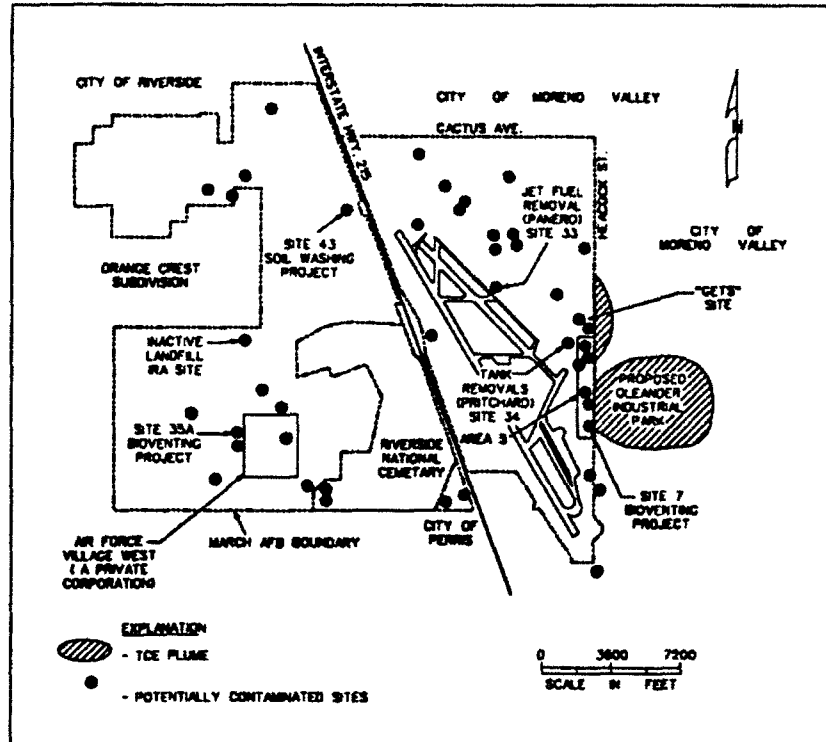 CITY OF RIVERSIDE
INTERSTATE HWY. 215
CITY OF MORENO VALLEY
CACTUS AVE.
N
HEACOCK ST.
JET FUEL
REMOVAL
(PANERO)
SITE 33
CITY OF
MORENO VALLEY
SITE 43
SOIL WASHING
PROJECT
ORANGE CREST
SUBDIVISION
"GETS"
SITE
INACTIVE
LANDFILL
IRA SITE
TANK
REMOVALS
(PRITCHARD)
SITE 34
PROPOSED
OLEANDER
INDUSTRIAL
PARK
AREA 5
SITE 35A
BIOVENTING
PROJECT
RIVERSIDE
NATIONAL
CEMETARY
SITE 7
BIOVENTING
PROJECT
AIR FORCE
VILLAGE WEST
( A PRIVATE
CORPORATION)
MARCH AFB BOUNDARY
CITY OF
PERRIS
EXPLANATION
- TCE PLUME
- POTENTIALLY CONTAMINATED SITES
0 3600 7200
SCALE IN FEET